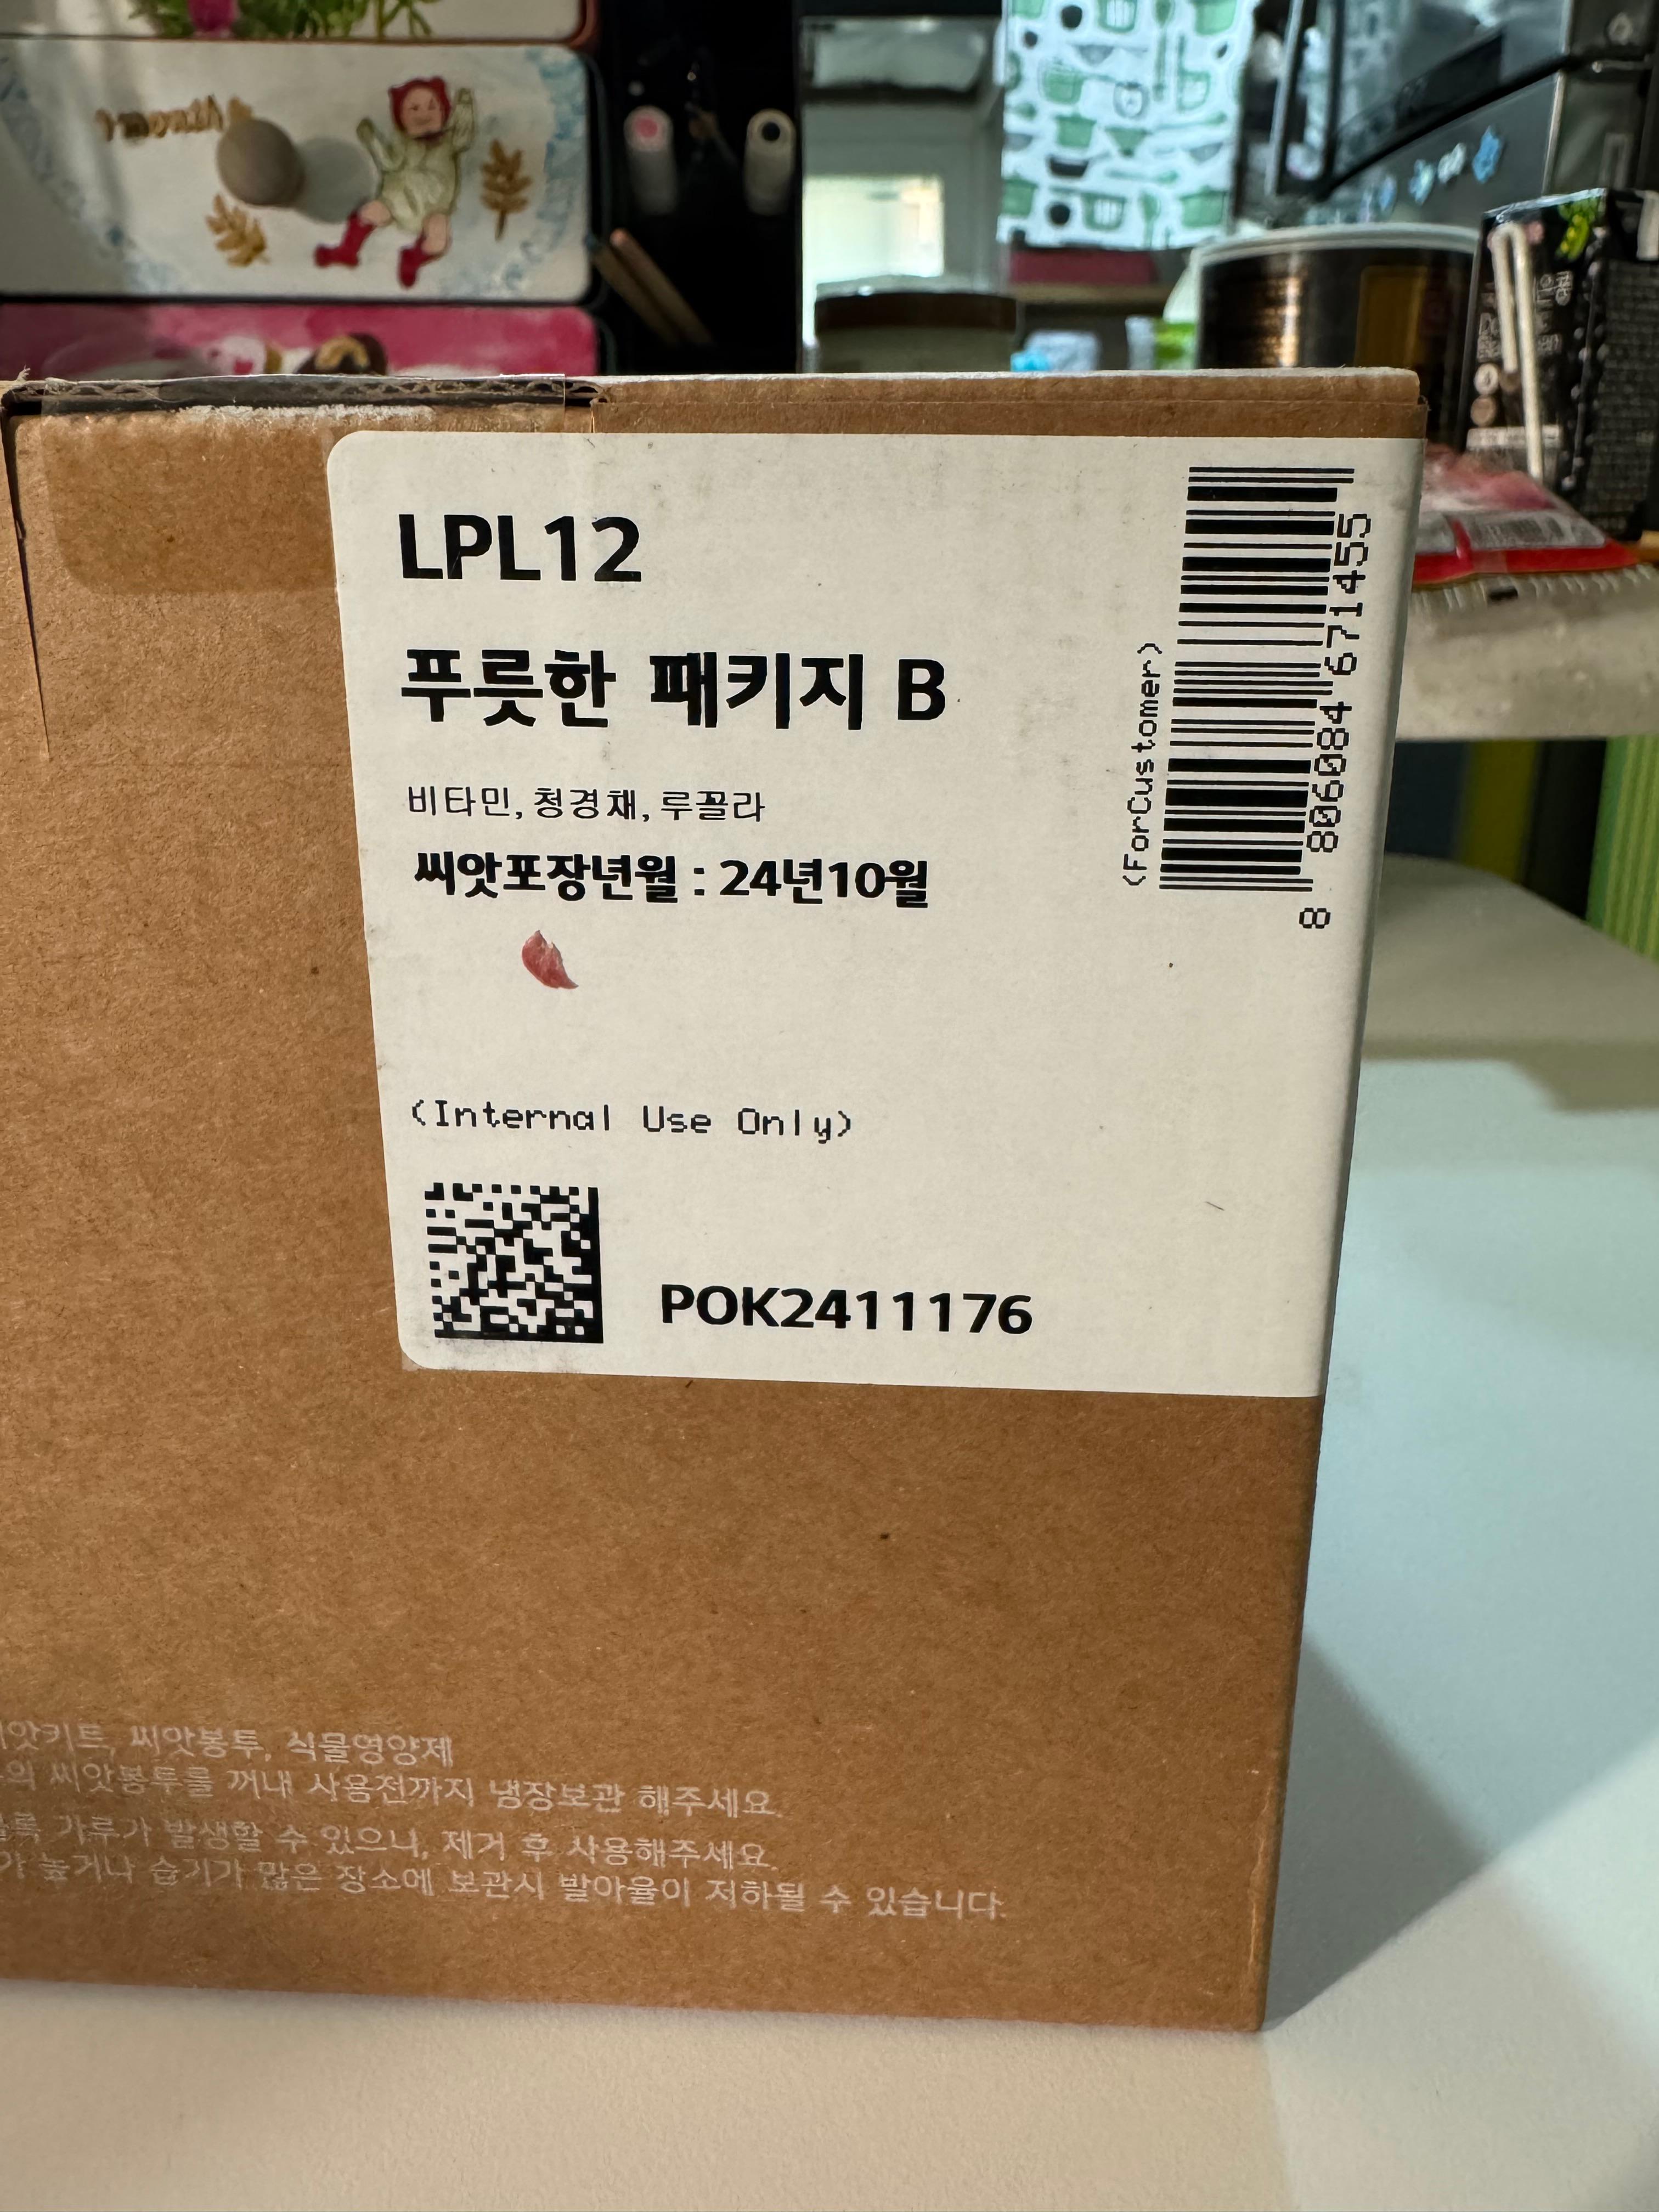 LPL12
푸릇한 패키지 B
비타민, 청경채, 루꼴라
씨앗포장년월 : 24년10월
(ForCustomer)
8 806084 671455
(Internal Use Only)
POK2411176
씨앗봉투, 식물영양제
씨앗봉투를 꺼내 사용전까지 냉장보관 해주세요.
가루가 발생할 수 있으니, 제거 후 사용해주세요.
높거나 습기가 많은 장소에 보관시 발아율이 저하될 수 있습니다.